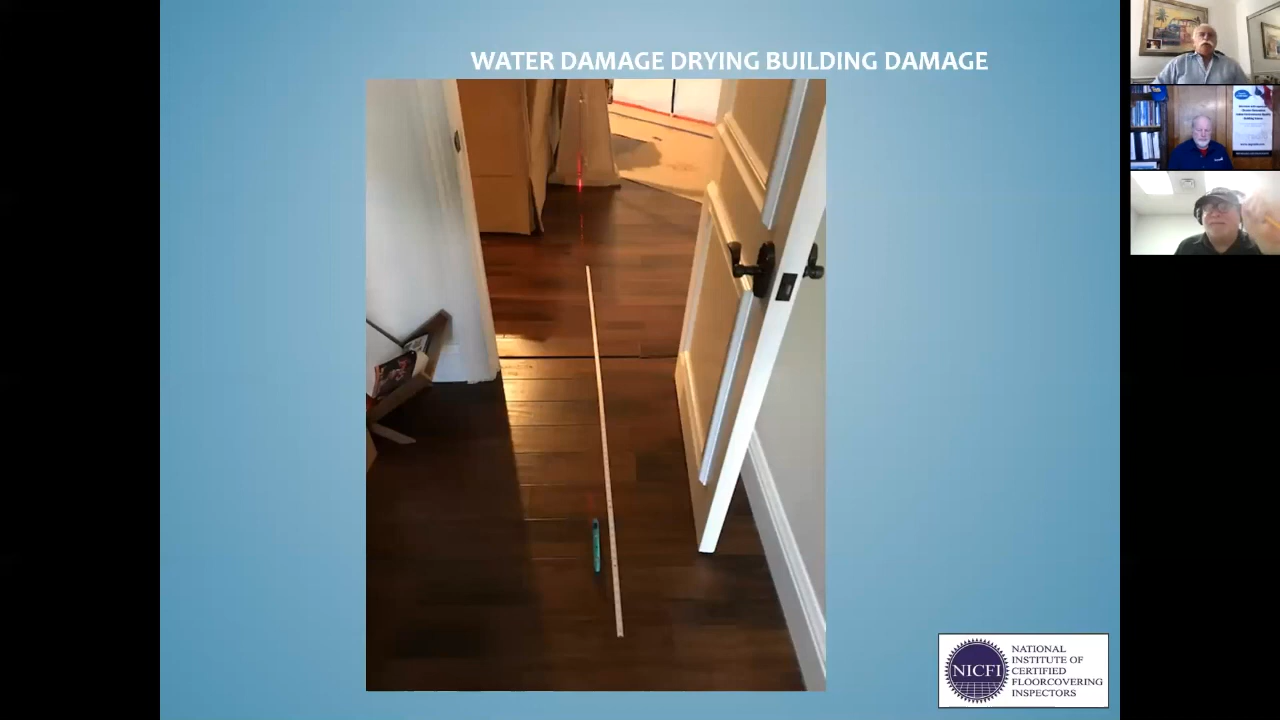 WATER DAMAGE DRYING BUILDING DAMAGE
NICFI
NATIONAL
INSTITUTE OF
CERTIFIED
FLOORCOVERING
INSPECTORS